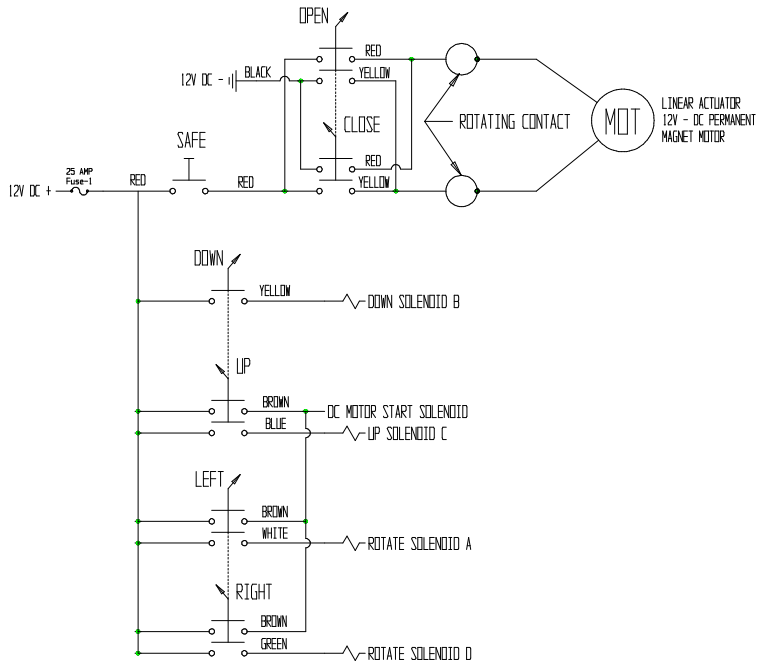 OPEN
RED
12V DC -
BLACK
YELLOW
CLOSE
ROTATING CONTACT
MOT
LINEAR ACTUATOR
12V - DC PERMANENT
MAGNET MOTOR
SAFE
RED
25 AMP
Fuse-1
12V DC +
RED
RED
YELLOW
DOWN
YELLOW
DOWN SOLENOID B
UP
BROWN
DC MOTOR START SOLENOID
BLUE
UP SOLENOID C
LEFT
BROWN
WHITE
ROTATE SOLENOID A
RIGHT
BROWN
GREEN
ROTATE SOLENOID D